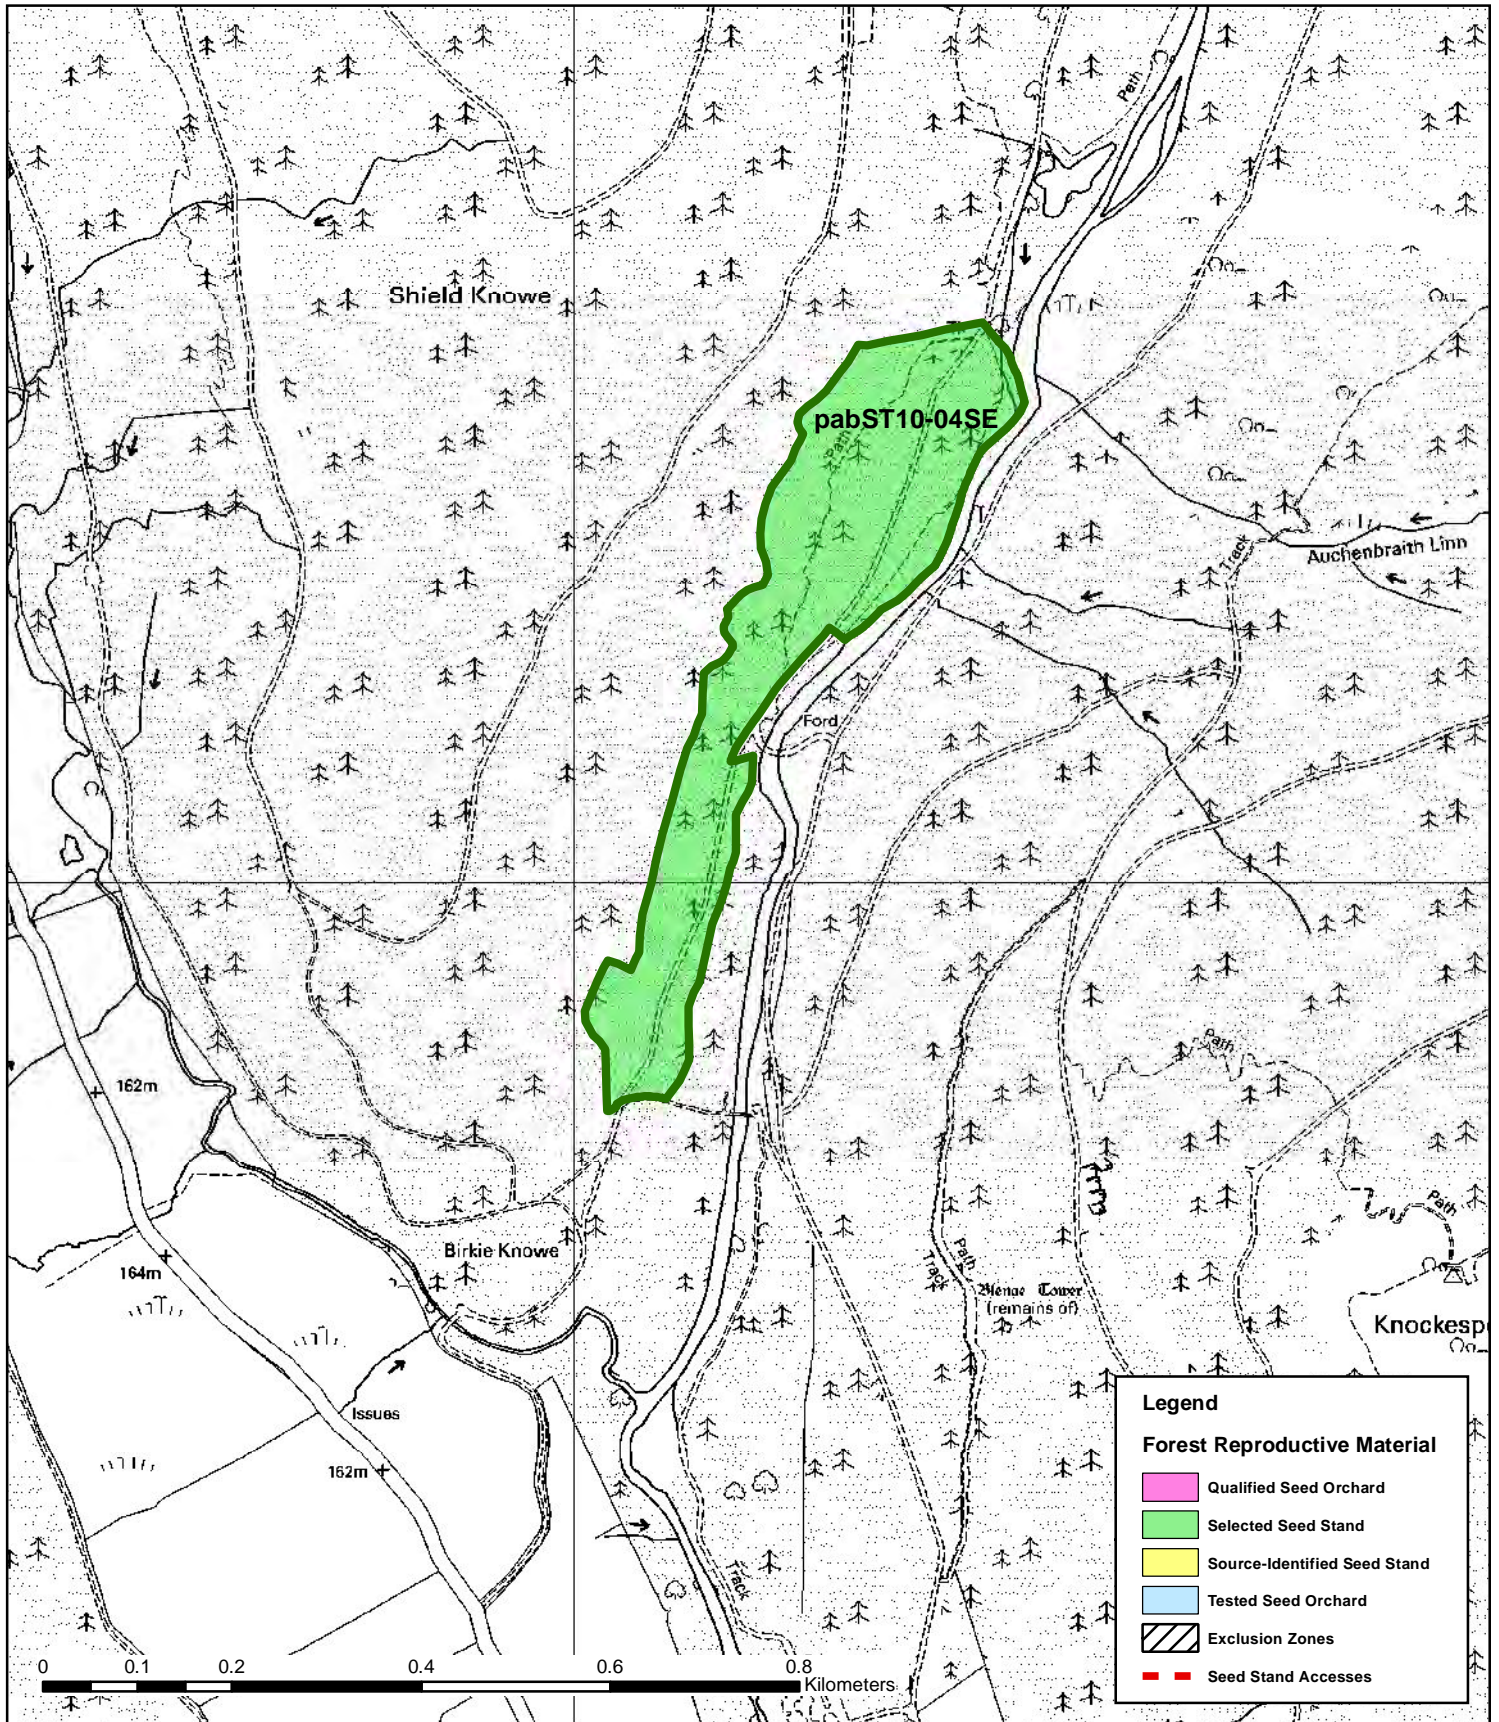 Path
Shield Knowe
pabST10-04SE
Path
Track
Auchenbraith Linn
Ford
Path
162m
Path
Birkie Knowe
Path
Track
164m
Blenae Tower
(remains of)
Knockesp
Issues
162m
Track
Legend
Forest Reproductive Material
Qualified Seed Orchard
Selected Seed Stand
Source-Identified Seed Stand
Tested Seed Orchard
Exclusion Zones
Seed Stand Accesses
0 0.1 0.2 0.4 0.6 0.8
Kilometers